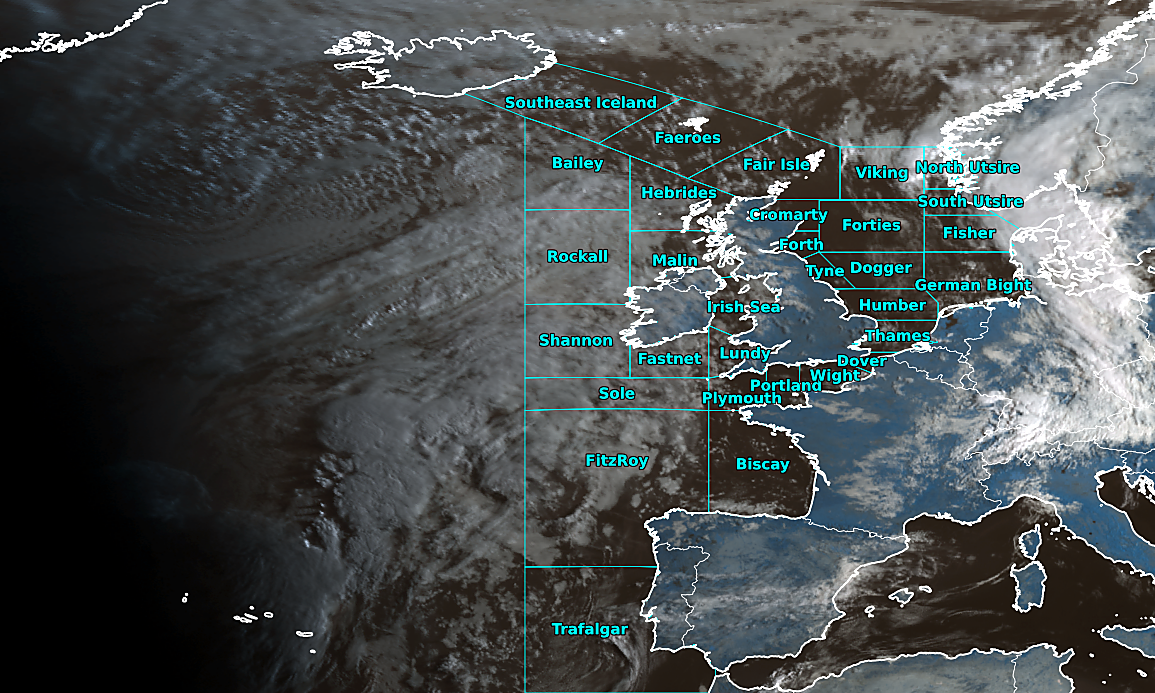 Southeast Iceland
Faeroes
Bailey
Fair Isle
Viking
North Utsire
Hebrides
South Utsire
Cromarty
Forties
Fisher
Forth
Rockall
Malin
Tyne
Dogger
German Bight
Irish Sea
Humber
Shannon
Thames
Fastnet
Lundy
Dover
Wight
Portland
Sole
Plymouth
FitzRoy
Biscay
Trafalgar